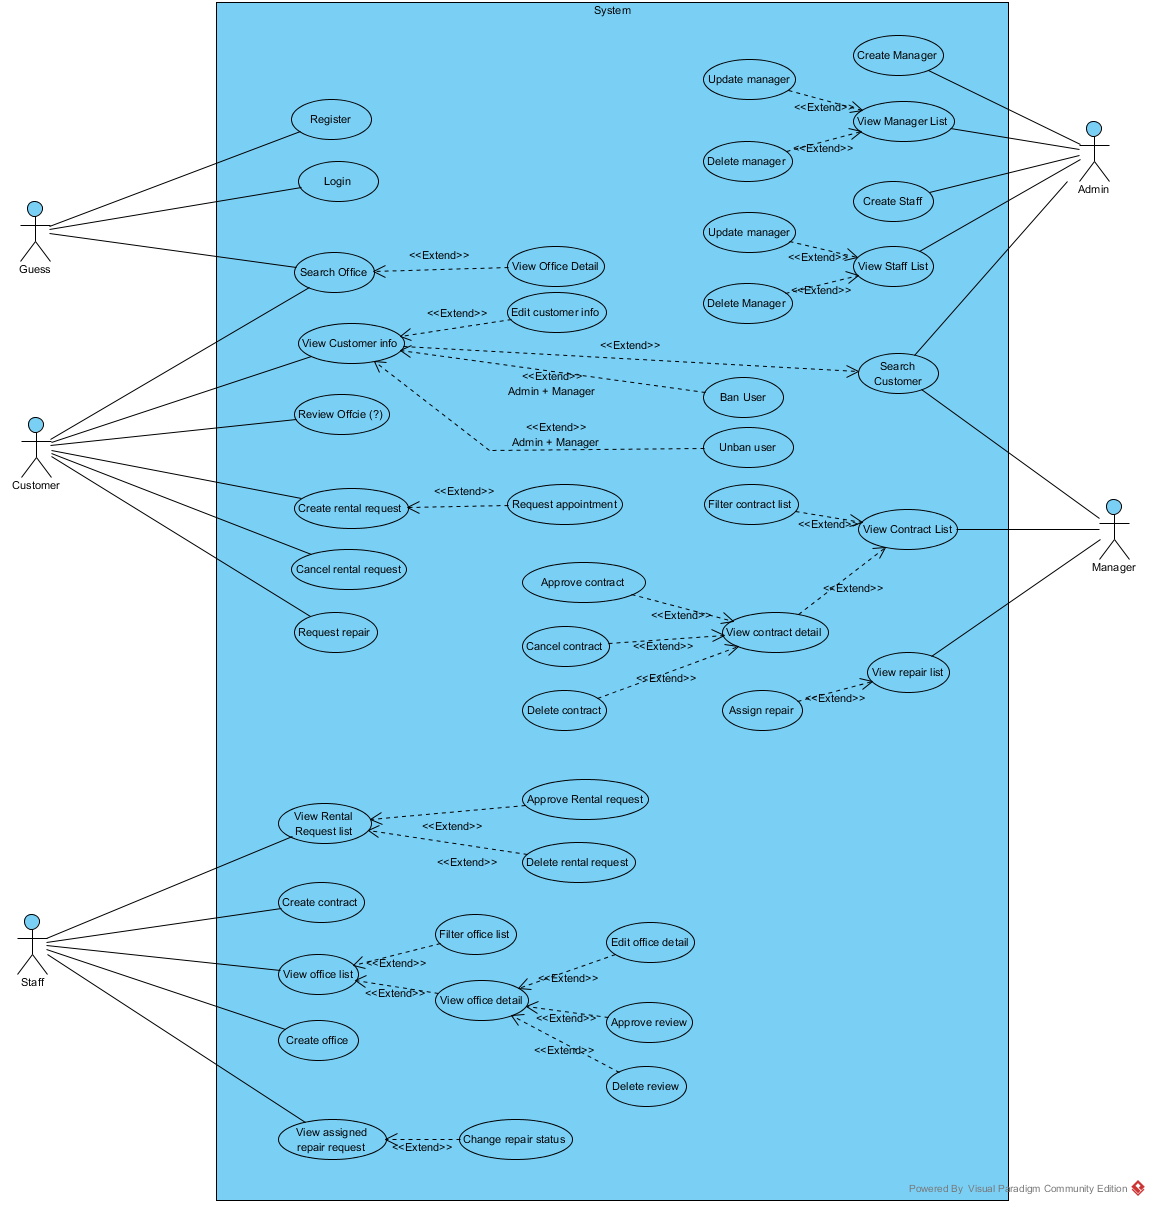 System
Create Manager
Update manager
<<Extend>>
View Manager List
Register
<<Extend>>
Delete manager
Admin
Login
Create Staff
Guess
Update manager
<<Extend>>
<<Extend>>
View Office Detail
Search Office
View Staff List
<<Extend>>
Delete Manager
<<Extend>>
Edit customer info
View Customer info
<<Extend>>
Search
Customer
<<Extend>>
Admin + Manager
Ban User
Review Offcie (?)
<<Extend>>
Admin + Manager
Unban user
Customer
<<Extend>>
Create rental request
Request appointment
Filter contract list
<<Extend>>
View Contract List
Manager
Cancel rental request
Approve contract
<<Extend>>
<<Extend>>
Request repair
View contract detail
Cancel contract
<<Extend>>
View repair list
<<Extend>>
Delete contract
Assign repair
<<Extend>>
Approve Rental request
View Rental
Request list
<<Extend>>
<<Extend>>
Delete rental request
Create contract
Filter office list
Edit office detail
<<Extend>>
View office list
<<Extend>>
<<Extend>>
View office detail
Staff
<<Extend>>
Approve review
Create office
<<Extend>>
Delete review
View assigned
repair request
<<Extend>>
Change repair status
Powered By Visual Paradigm Community Edition